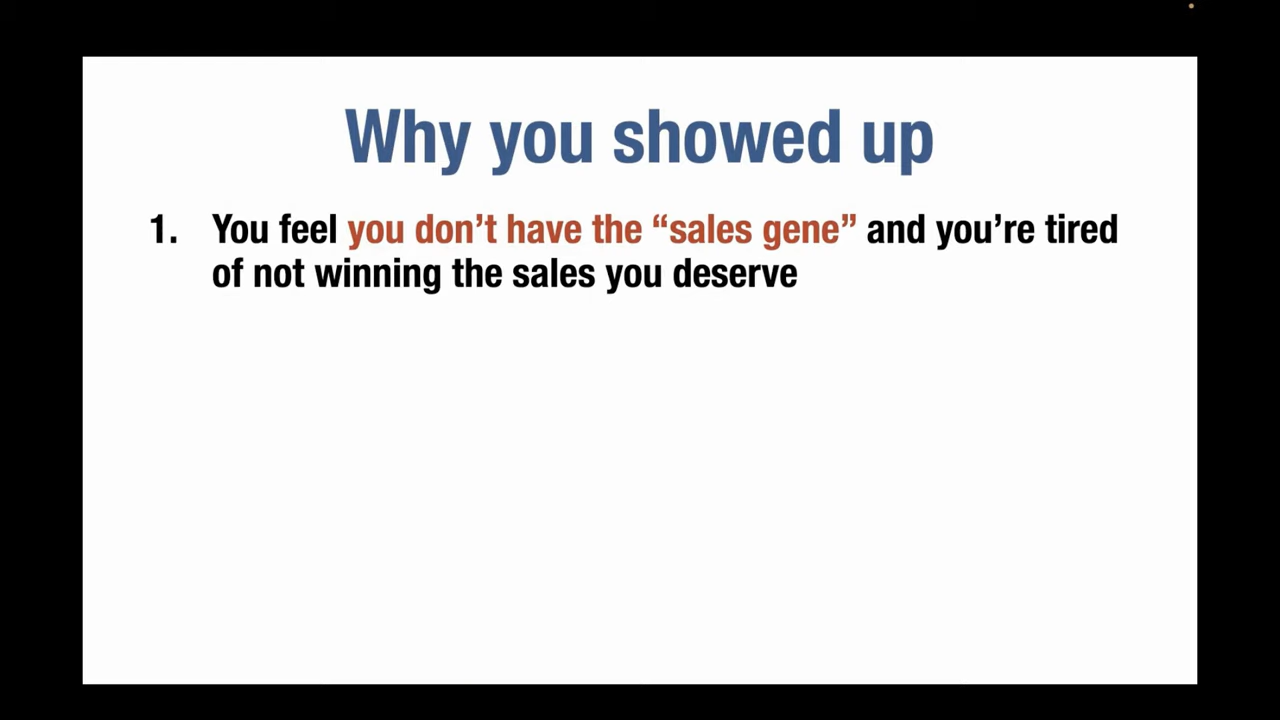 Why you showed up
1. You feel you don’t have the “sales gene” and you’re tired
of not winning the sales you deserve